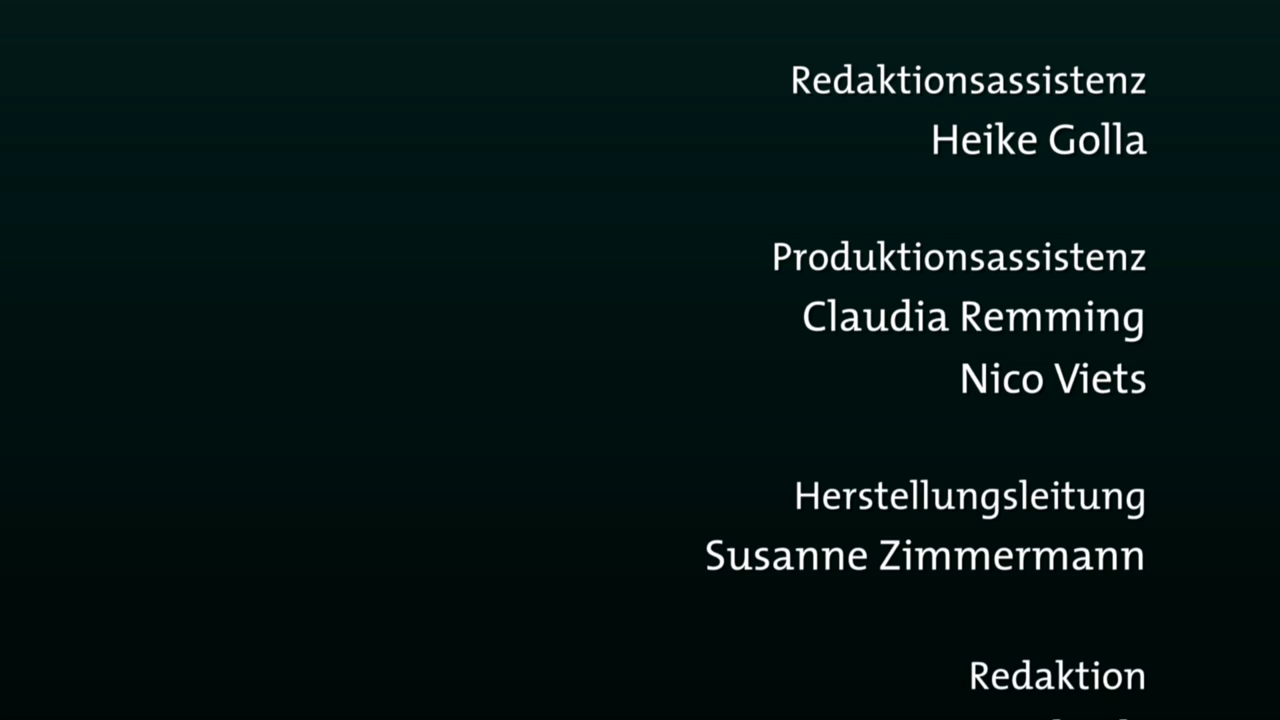 Redaktionsassistenz
Heike Golla
Produktionsassistenz
Claudia Remming
Nico Viets
Herstellungsleitung
Susanne Zimmermann
Redaktion